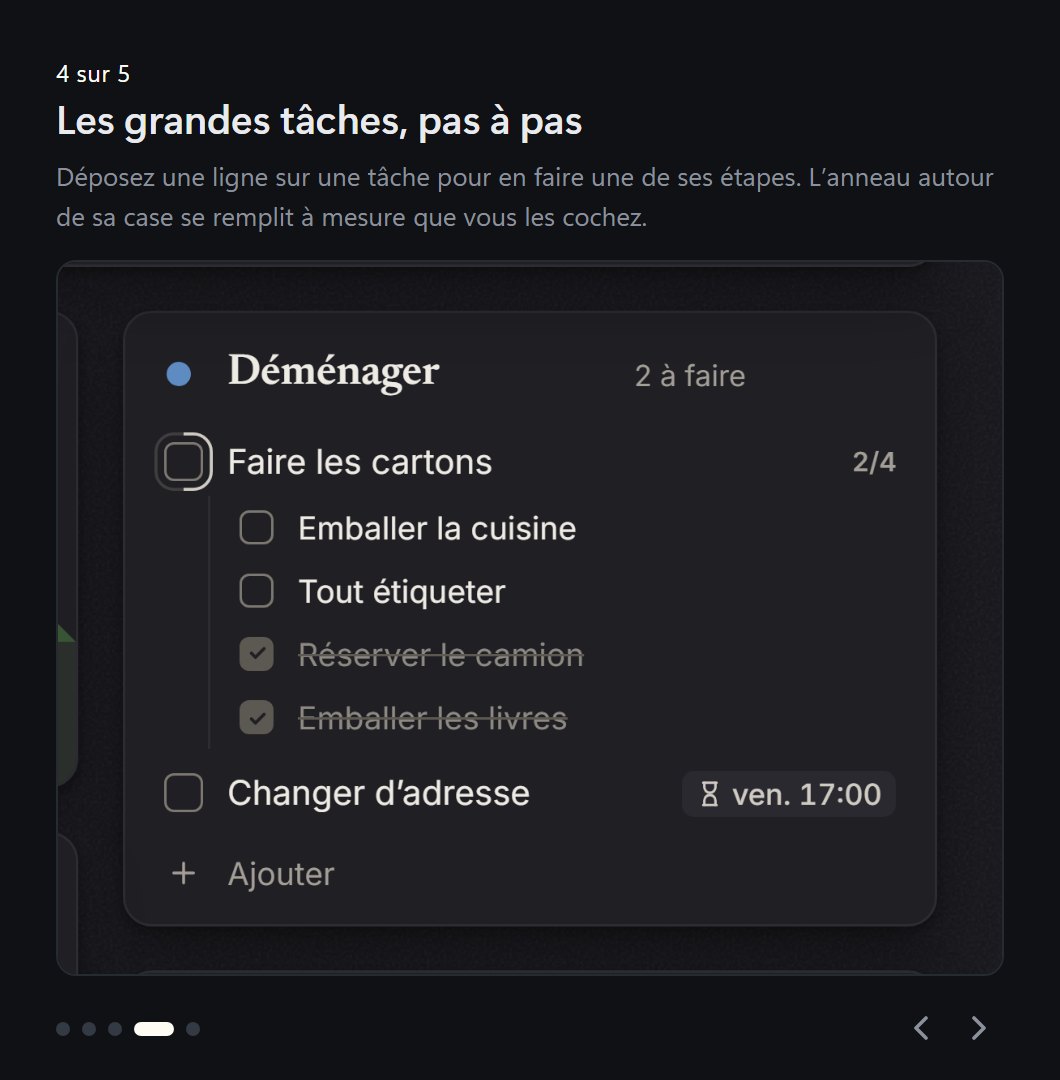 4 sur 5
Les grandes tâches, pas à pas
Déposez une ligne sur une tâche pour en faire une de ses étapes. L’anneau autour
de sa case se remplit à mesure que vous les cochez.
Déménager 2 à faire
Faire les cartons 2/4
Emballer la cuisine
Tout étiqueter
Réserver le camion
Emballer les livres
Changer d’adresse ven. 17:00
+ Ajouter